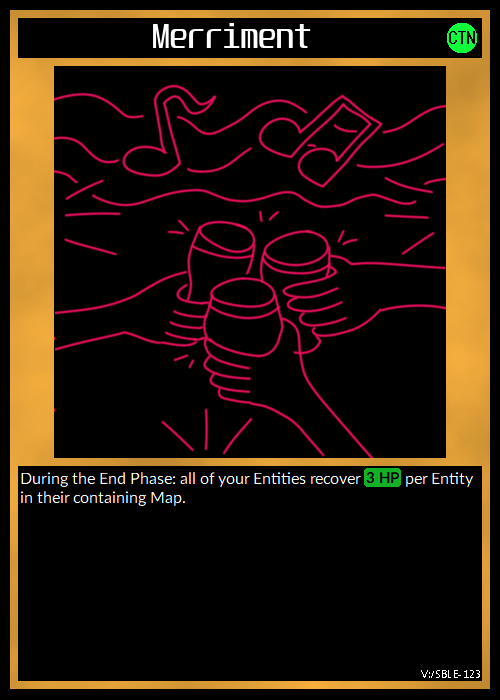 Merriment
CTN
During the End Phase: all of your Entities recover 3 HP per Entity
in their containing Map.
V:/SBLE-123